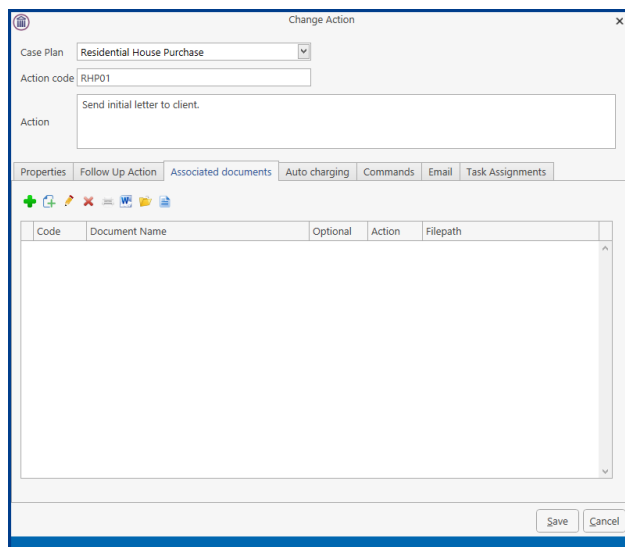 Change Action
Case Plan Residential House Purchase
Action code RHP01
Action Send initial letter to client.
Properties Follow Up Action Associated documents Auto charging Commands Email Task Assignments
Code Document Name Optional Action Filepath
Save Cancel